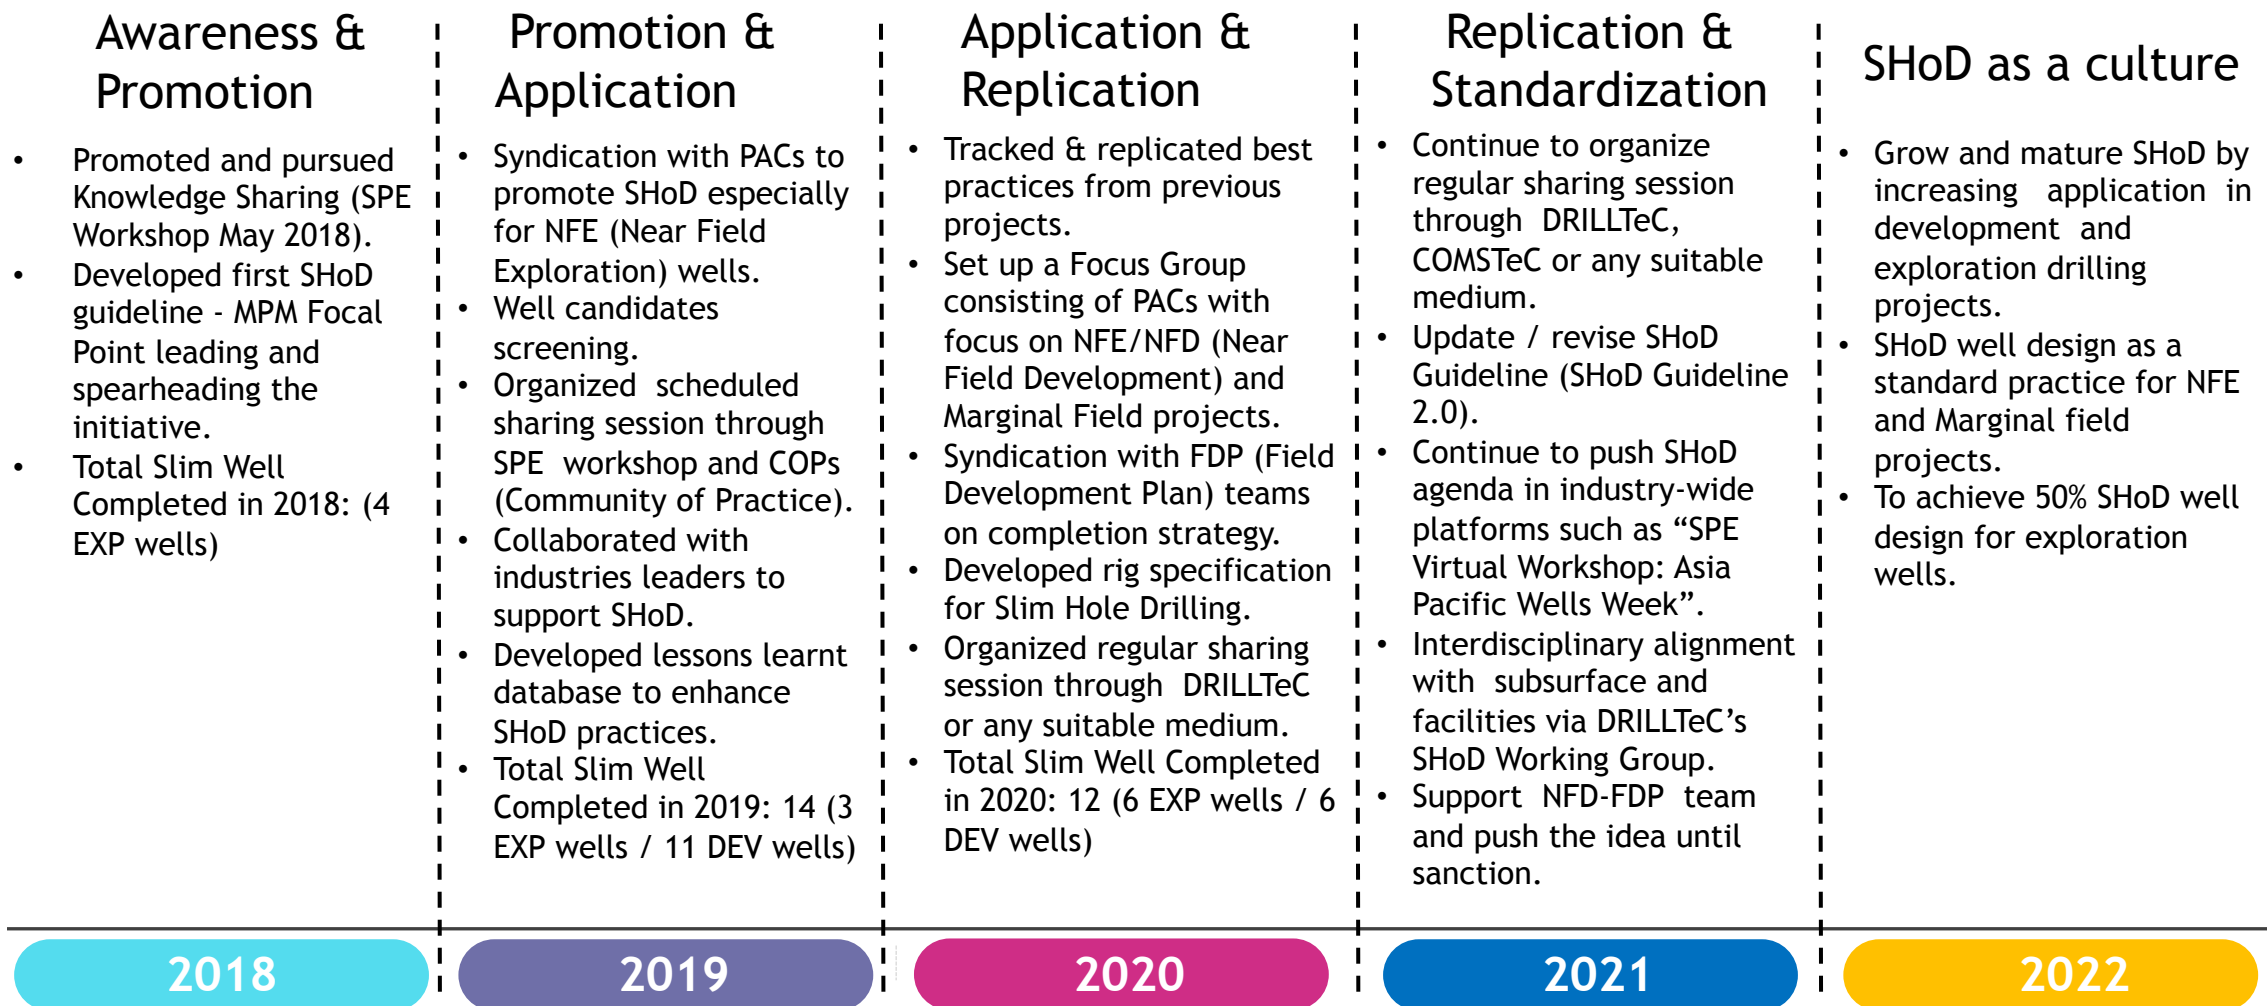 Awareness &
Promotion
• Promoted and pursued
Knowledge Sharing (SPE
Workshop May 2018).
• Developed first SHoD
guideline - MPM Focal
Point leading and
spearheading the
initiative.
• Total Slim Well
Completed in 2018: (4
EXP wells)
2018
Promotion &
Application
• Syndication with PACs to
promote SHoD especially
for NFE (Near Field
Exploration) wells.
• Well candidates
screening.
• Organized scheduled
sharing session through
SPE workshop and COPs
(Community of Practice).
• Collaborated with
industries leaders to
support SHoD.
• Developed lessons learnt
database to enhance
SHoD practices.
• Total Slim Well
Completed in 2019: 14 (3
EXP wells / 11 DEV wells)
2019
Application &
Replication
• Tracked & replicated best
practices from previous
projects.
• Set up a Focus Group
consisting of PACs with
focus on NFE/NFD (Near
Field Development) and
Marginal Field projects.
• Syndication with FDP (Field
Development Plan) teams
on completion strategy.
• Developed rig specification
for Slim Hole Drilling.
• Organized regular sharing
session through DRILLTeC
or any suitable medium.
• Total Slim Well Completed
in 2020: 12 (6 EXP wells / 6
DEV wells)
2020
Replication &
Standardization
• Continue to organize
regular sharing session
through DRILLTeC,
COMSTeC or any suitable
medium.
• Update / revise SHoD
Guideline (SHoD Guideline
2.0).
• Continue to push SHoD
agenda in industry-wide
platforms such as “SPE
Virtual Workshop: Asia
Pacific Wells Week”.
• Interdisciplinary alignment
with subsurface and
facilities via DRILLTeC’s
SHoD Working Group.
• Support NFD-FDP team
and push the idea until
sanction.
2021
SHoD as a culture
• Grow and mature SHoD by
increasing application in
development and
exploration drilling
projects.
• SHoD well design as a
standard practice for NFE
and Marginal field
projects.
• To achieve 50% SHoD well
design for exploration
wells.
2022